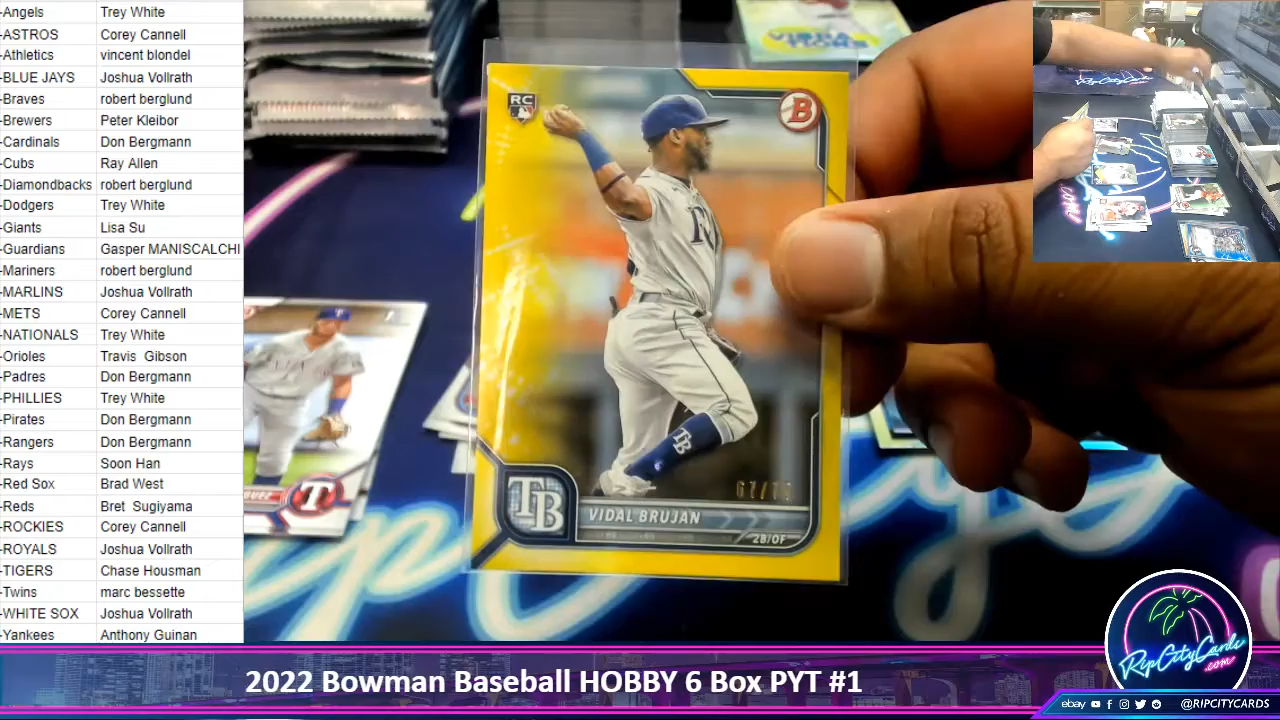 -Angels Trey White
-ASTROS Corey Cannell
-Athletics vincent blondel
-BLUE JAYS Joshua Vollrath
-Braves robert berglund
-Brewers Peter Kleibor
-Cardinals Don Bergmann
-Cubs Ray Allen
-Diamondbacks robert berglund
-Dodgers Trey White
-Giants Lisa Su
-Guardians Gasper MANISCALCHI
-Mariners robert berglund
-MARLINS Joshua Vollrath
-METS Corey Cannell
-NATIONALS Trey White
-Orioles Travis Gibson
-Padres Don Bergmann
-PHILLIES Trey White
-Pirates Don Bergmann
-Rangers Don Bergmann
-Rays Soon Han
-Red Sox Brad West
-Reds Bret Sugiyama
-ROCKIES Corey Cannell
-ROYALS Joshua Vollrath
-TIGERS Chase Housman
-Twins marc bessette
-WHITE SOX Joshua Vollrath
-Yankees Anthony Guinan
RC
B
TB
TB
VIDAL BRUJAN
2B/OF
T
RipCityCards
.com
2022 Bowman Baseball HOBBY 6 Box PYT #1
ebay
@RIPCITYCARDS